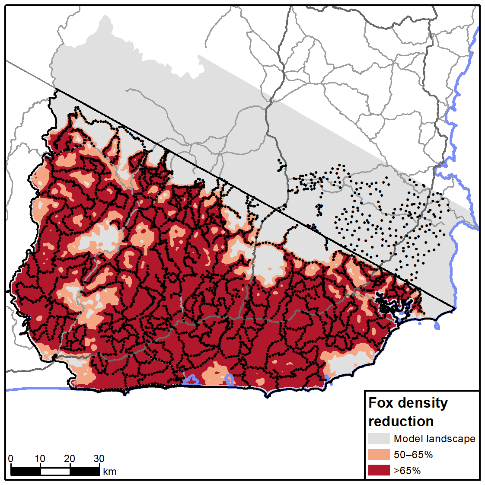 Fox density
reduction
Model landscape
50–65%
>65%
0 10 20 30
km